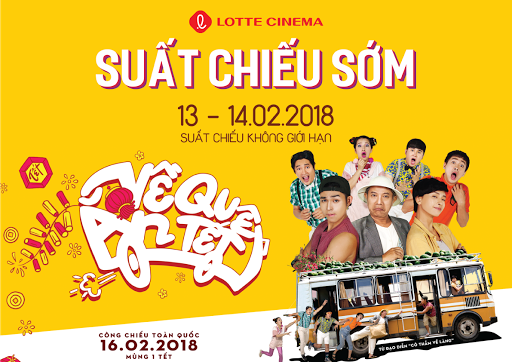 LOTTE CINEMA
SUẤT CHIẾU SỚM
13 – 14.02.2018
SUẤT CHIẾU KHÔNG GIỚI HẠN
TẾT
VỀ QUÊ
ĂN TẾT
CÔNG CHIẾU TOÀN QUỐC
16.02.2018
MÙNG 1 TẾT
TỪ ĐẠO DIỄN "CÔ THẮM VỀ LÀNG"